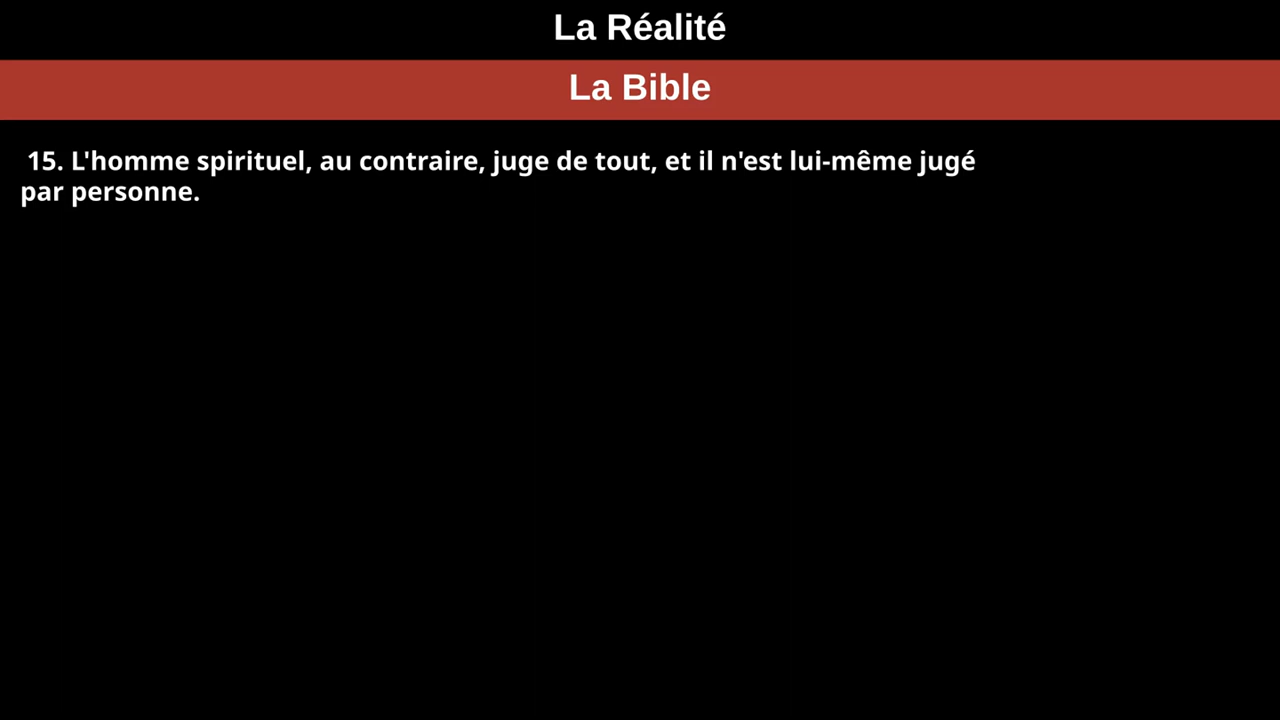 La Réalité
La Bible
15. L'homme spirituel, au contraire, juge de tout, et il n'est lui-même jugé
par personne.